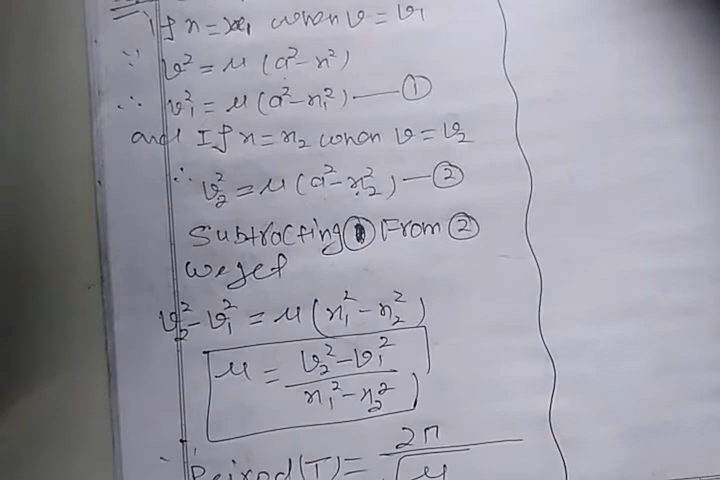 If x = x₁ when v = v₁
∵ v² = μ (a² - x²)
∴ v₁² = μ (a² - x₁²) — ①
and If x = x₂ when v = v₂
∴ v₂² = μ (a² - x₂²) — ②
Subtracting ① From ②
we get
v₂² - v₁² = μ (x₁² - x₂²)
μ = (v₂² - v₁²) / (x₁² - x₂²)
Peirod (T) = 2π / √μ